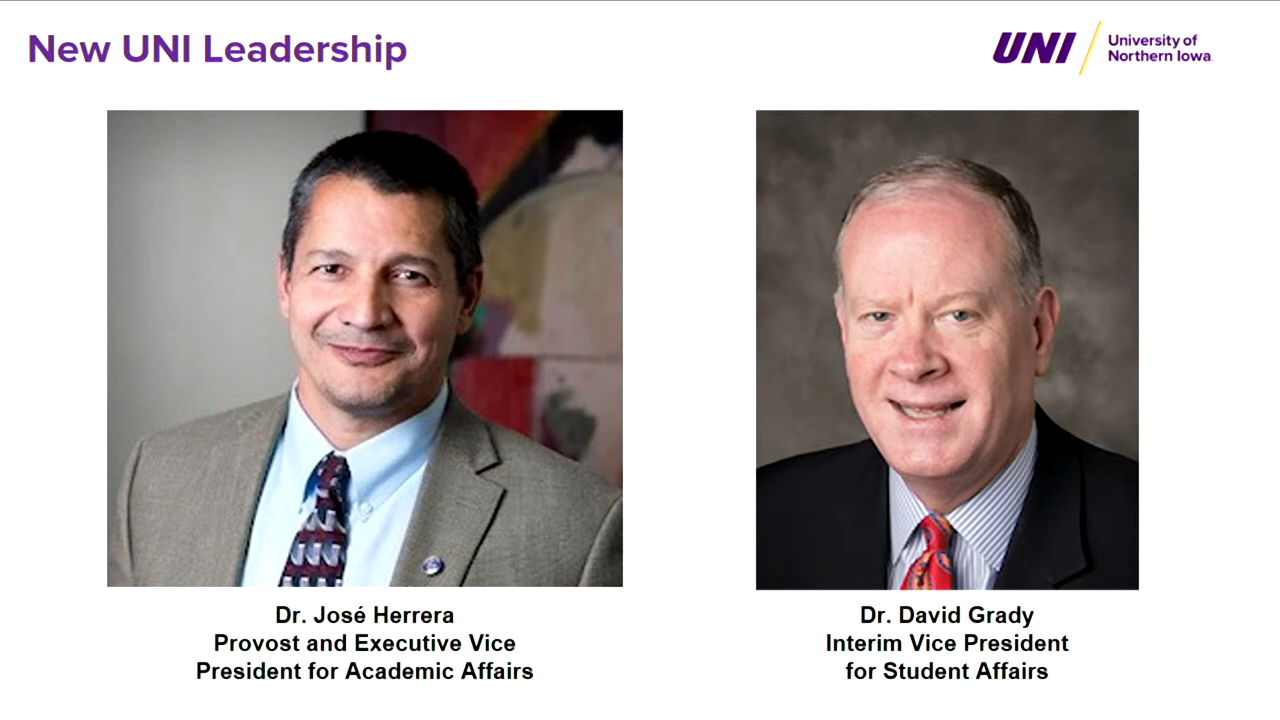 New UNI Leadership
UNI
University of
Northern Iowa
Dr. José Herrera
Provost and Executive Vice
President for Academic Affairs
Dr. David Grady
Interim Vice President
for Student Affairs